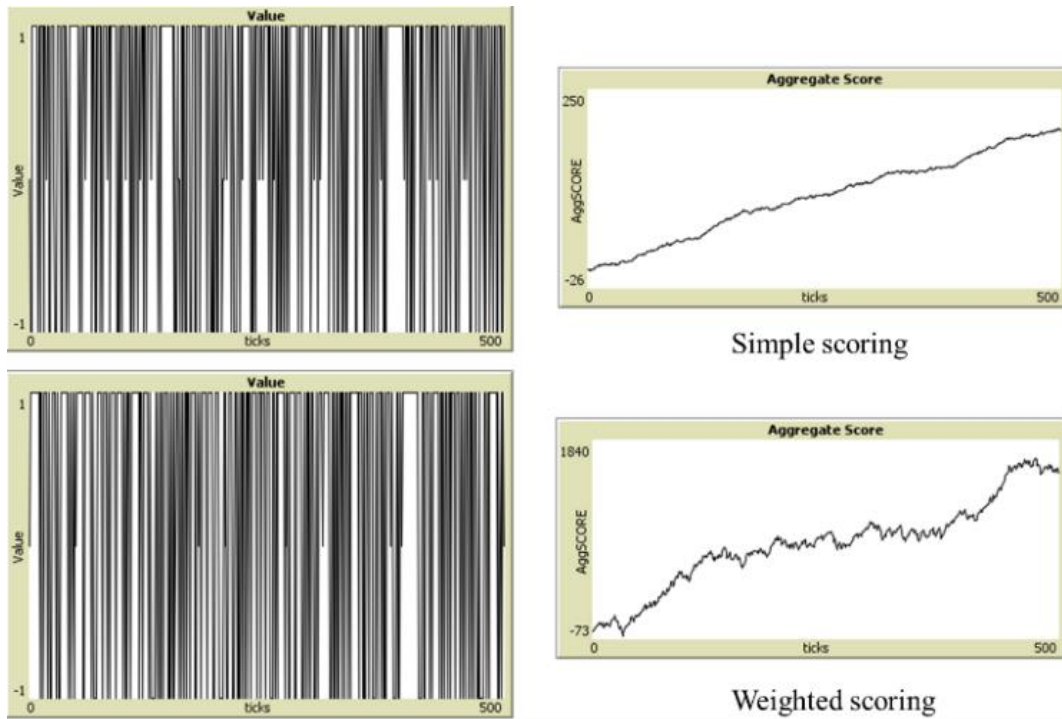 Value
1
Value
-1
0
ticks
500
Aggregate Score
250
AggSCORE
-26
0
ticks
500
Simple scoring
Value
1
Value
-1
0
ticks
500
Aggregate Score
1840
AggSCORE
-73
0
ticks
500
Weighted scoring